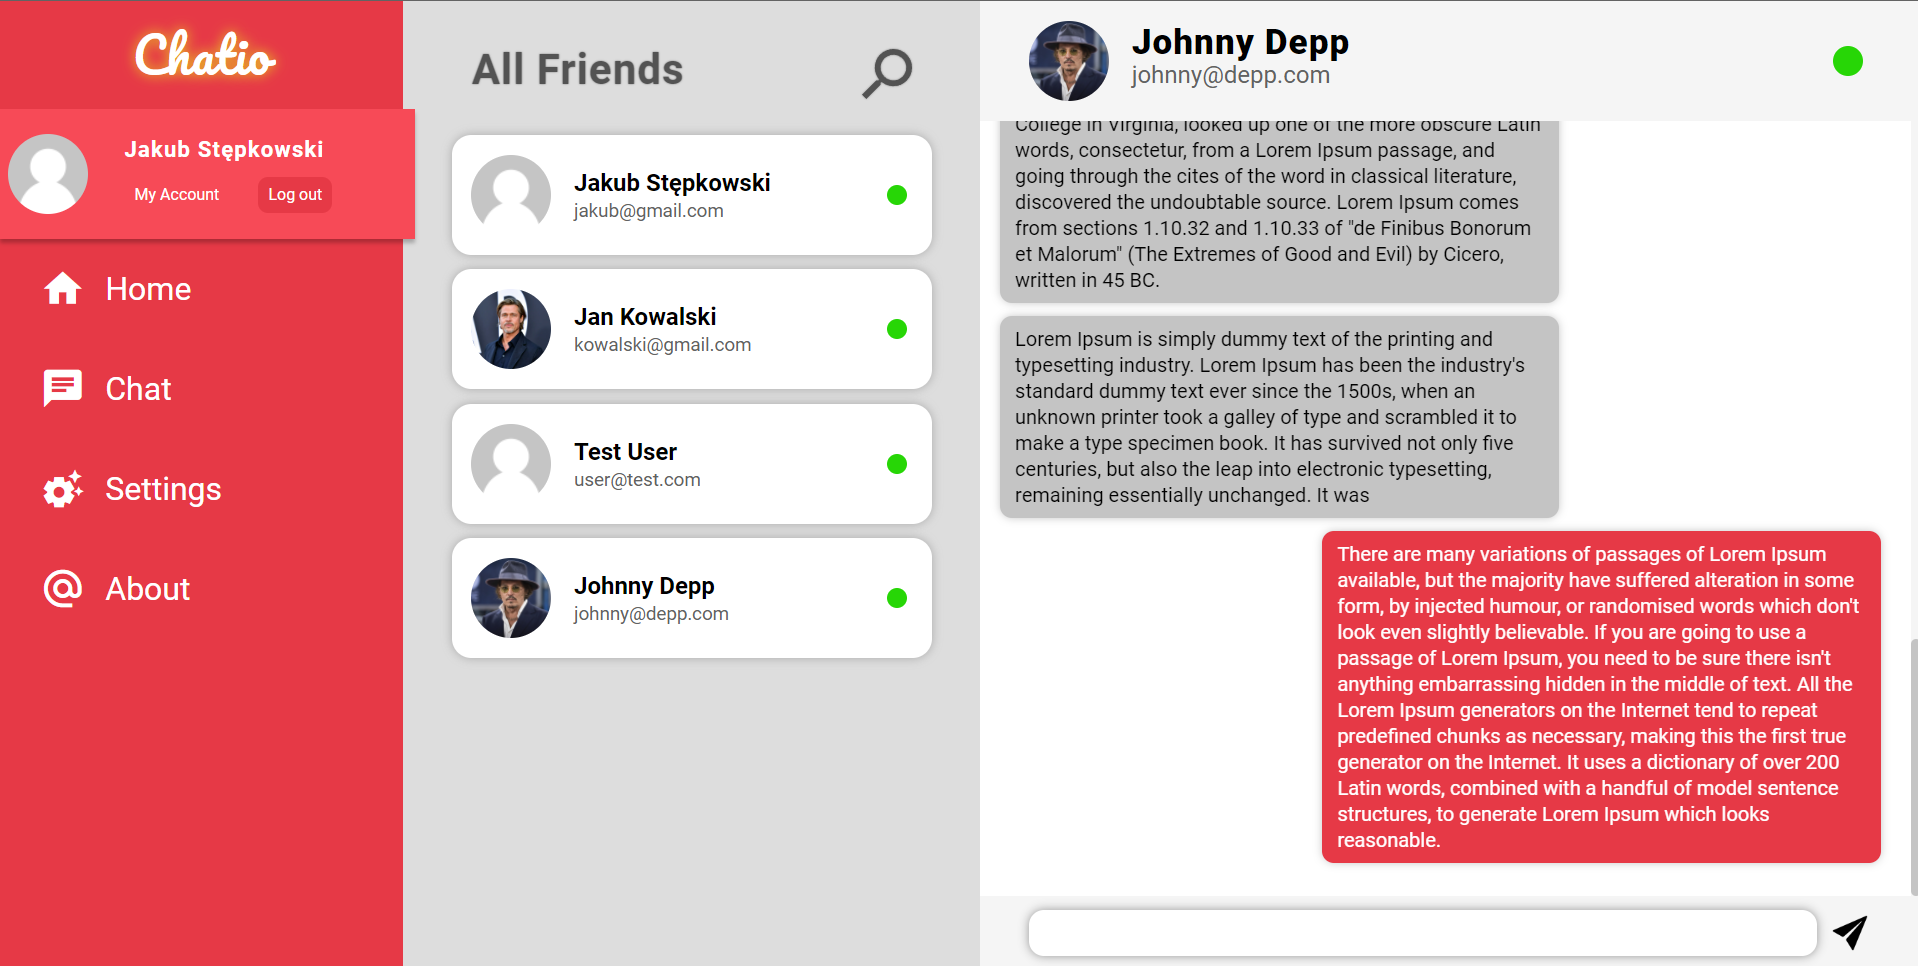 Chatio
Jakub Stępkowski
My Account
Log out
Home
Chat
Settings
About
All Friends
Jakub Stępkowski
jakub@gmail.com
Jan Kowalski
kowalski@gmail.com
Test User
user@test.com
Johnny Depp
johnny@depp.com
Johnny Depp
johnny@depp.com
College in Virginia, looked up one of the more obscure Latin
words, consectetur, from a Lorem Ipsum passage, and
going through the cites of the word in classical literature,
discovered the undoubtable source. Lorem Ipsum comes
from sections 1.10.32 and 1.10.33 of "de Finibus Bonorum
et Malorum" (The Extremes of Good and Evil) by Cicero,
written in 45 BC.
Lorem Ipsum is simply dummy text of the printing and
typesetting industry. Lorem Ipsum has been the industry's
standard dummy text ever since the 1500s, when an
unknown printer took a galley of type and scrambled it to
make a type specimen book. It has survived not only five
centuries, but also the leap into electronic typesetting,
remaining essentially unchanged. It was
There are many variations of passages of Lorem Ipsum
available, but the majority have suffered alteration in some
form, by injected humour, or randomised words which don't
look even slightly believable. If you are going to use a
passage of Lorem Ipsum, you need to be sure there isn't
anything embarrassing hidden in the middle of text. All the
Lorem Ipsum generators on the Internet tend to repeat
predefined chunks as necessary, making this the first true
generator on the Internet. It uses a dictionary of over 200
Latin words, combined with a handful of model sentence
structures, to generate Lorem Ipsum which looks
reasonable.